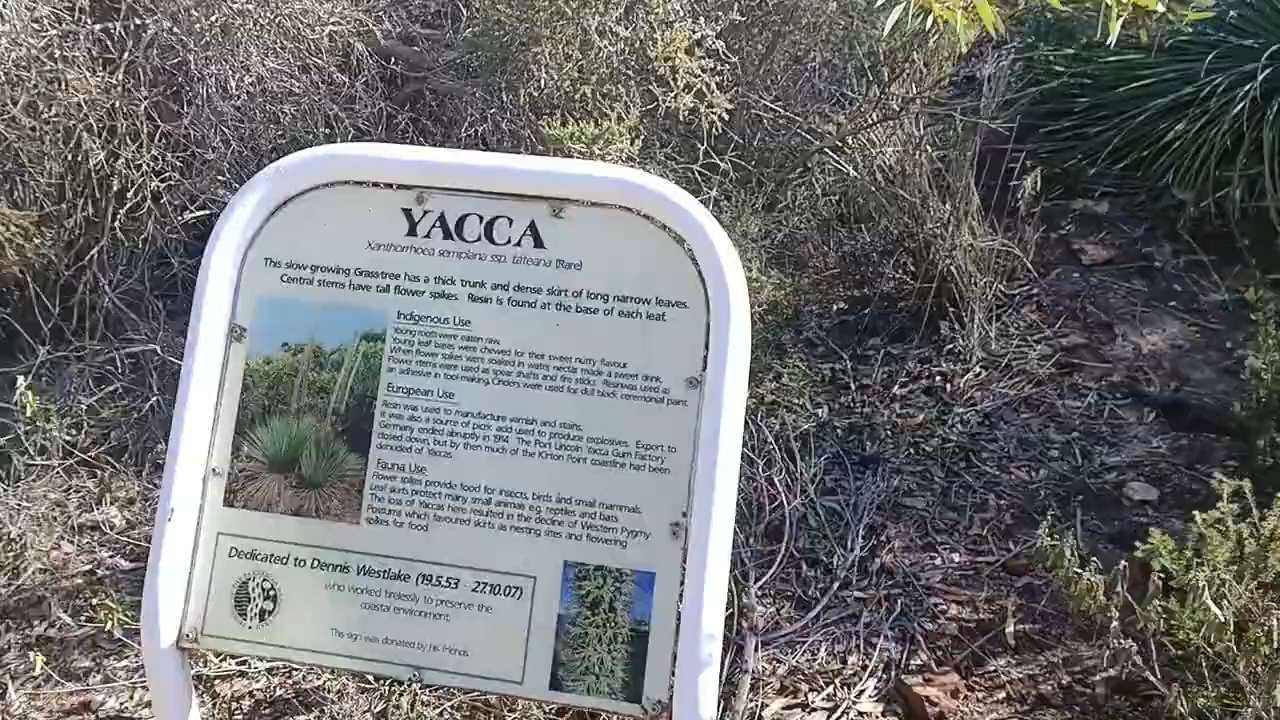 YACCA
Xanthorrhoea semiplana ssp. tateana (Rare)
This slow-growing Grasstree has a thick trunk and dense skirt of long narrow leaves.
Central stems have tall flower spikes. Resin is found at the base of each leaf.
Indigenous Use
Young roots were eaten raw.
Young leaf bases were chewed for their sweet nutty flavour.
When flower spikes were soaked in water, nectar made a sweet drink.
Flower stems were used as spear shafts and fire sticks. Resin was used as
an adhesive in tool-making. Cinders were used for dull black ceremonial paint.
European Use
Resin was used to manufacture varnish and stains.
It was also a source of picric acid used to produce explosives. Export to
Germany ended abruptly in 1914. The Port Lincoln Yacca Gum Factory
closed down, but by then much of the Kirton Point coastline had been
denuded of Yaccas.
Fauna Use
Flower spikes provide food for insects, birds and small mammals.
Leaf skirts protect many small animals e.g. reptiles and bats.
The loss of Yaccas here resulted in the decline of Western Pygmy
Possums which favoured skirts as nesting sites and flowering
spikes for food.
Dedicated to Dennis Westlake (19.5.53 - 27.10.07)
who worked tirelessly to preserve the
coastal environment.
This sign was donated by his friends.